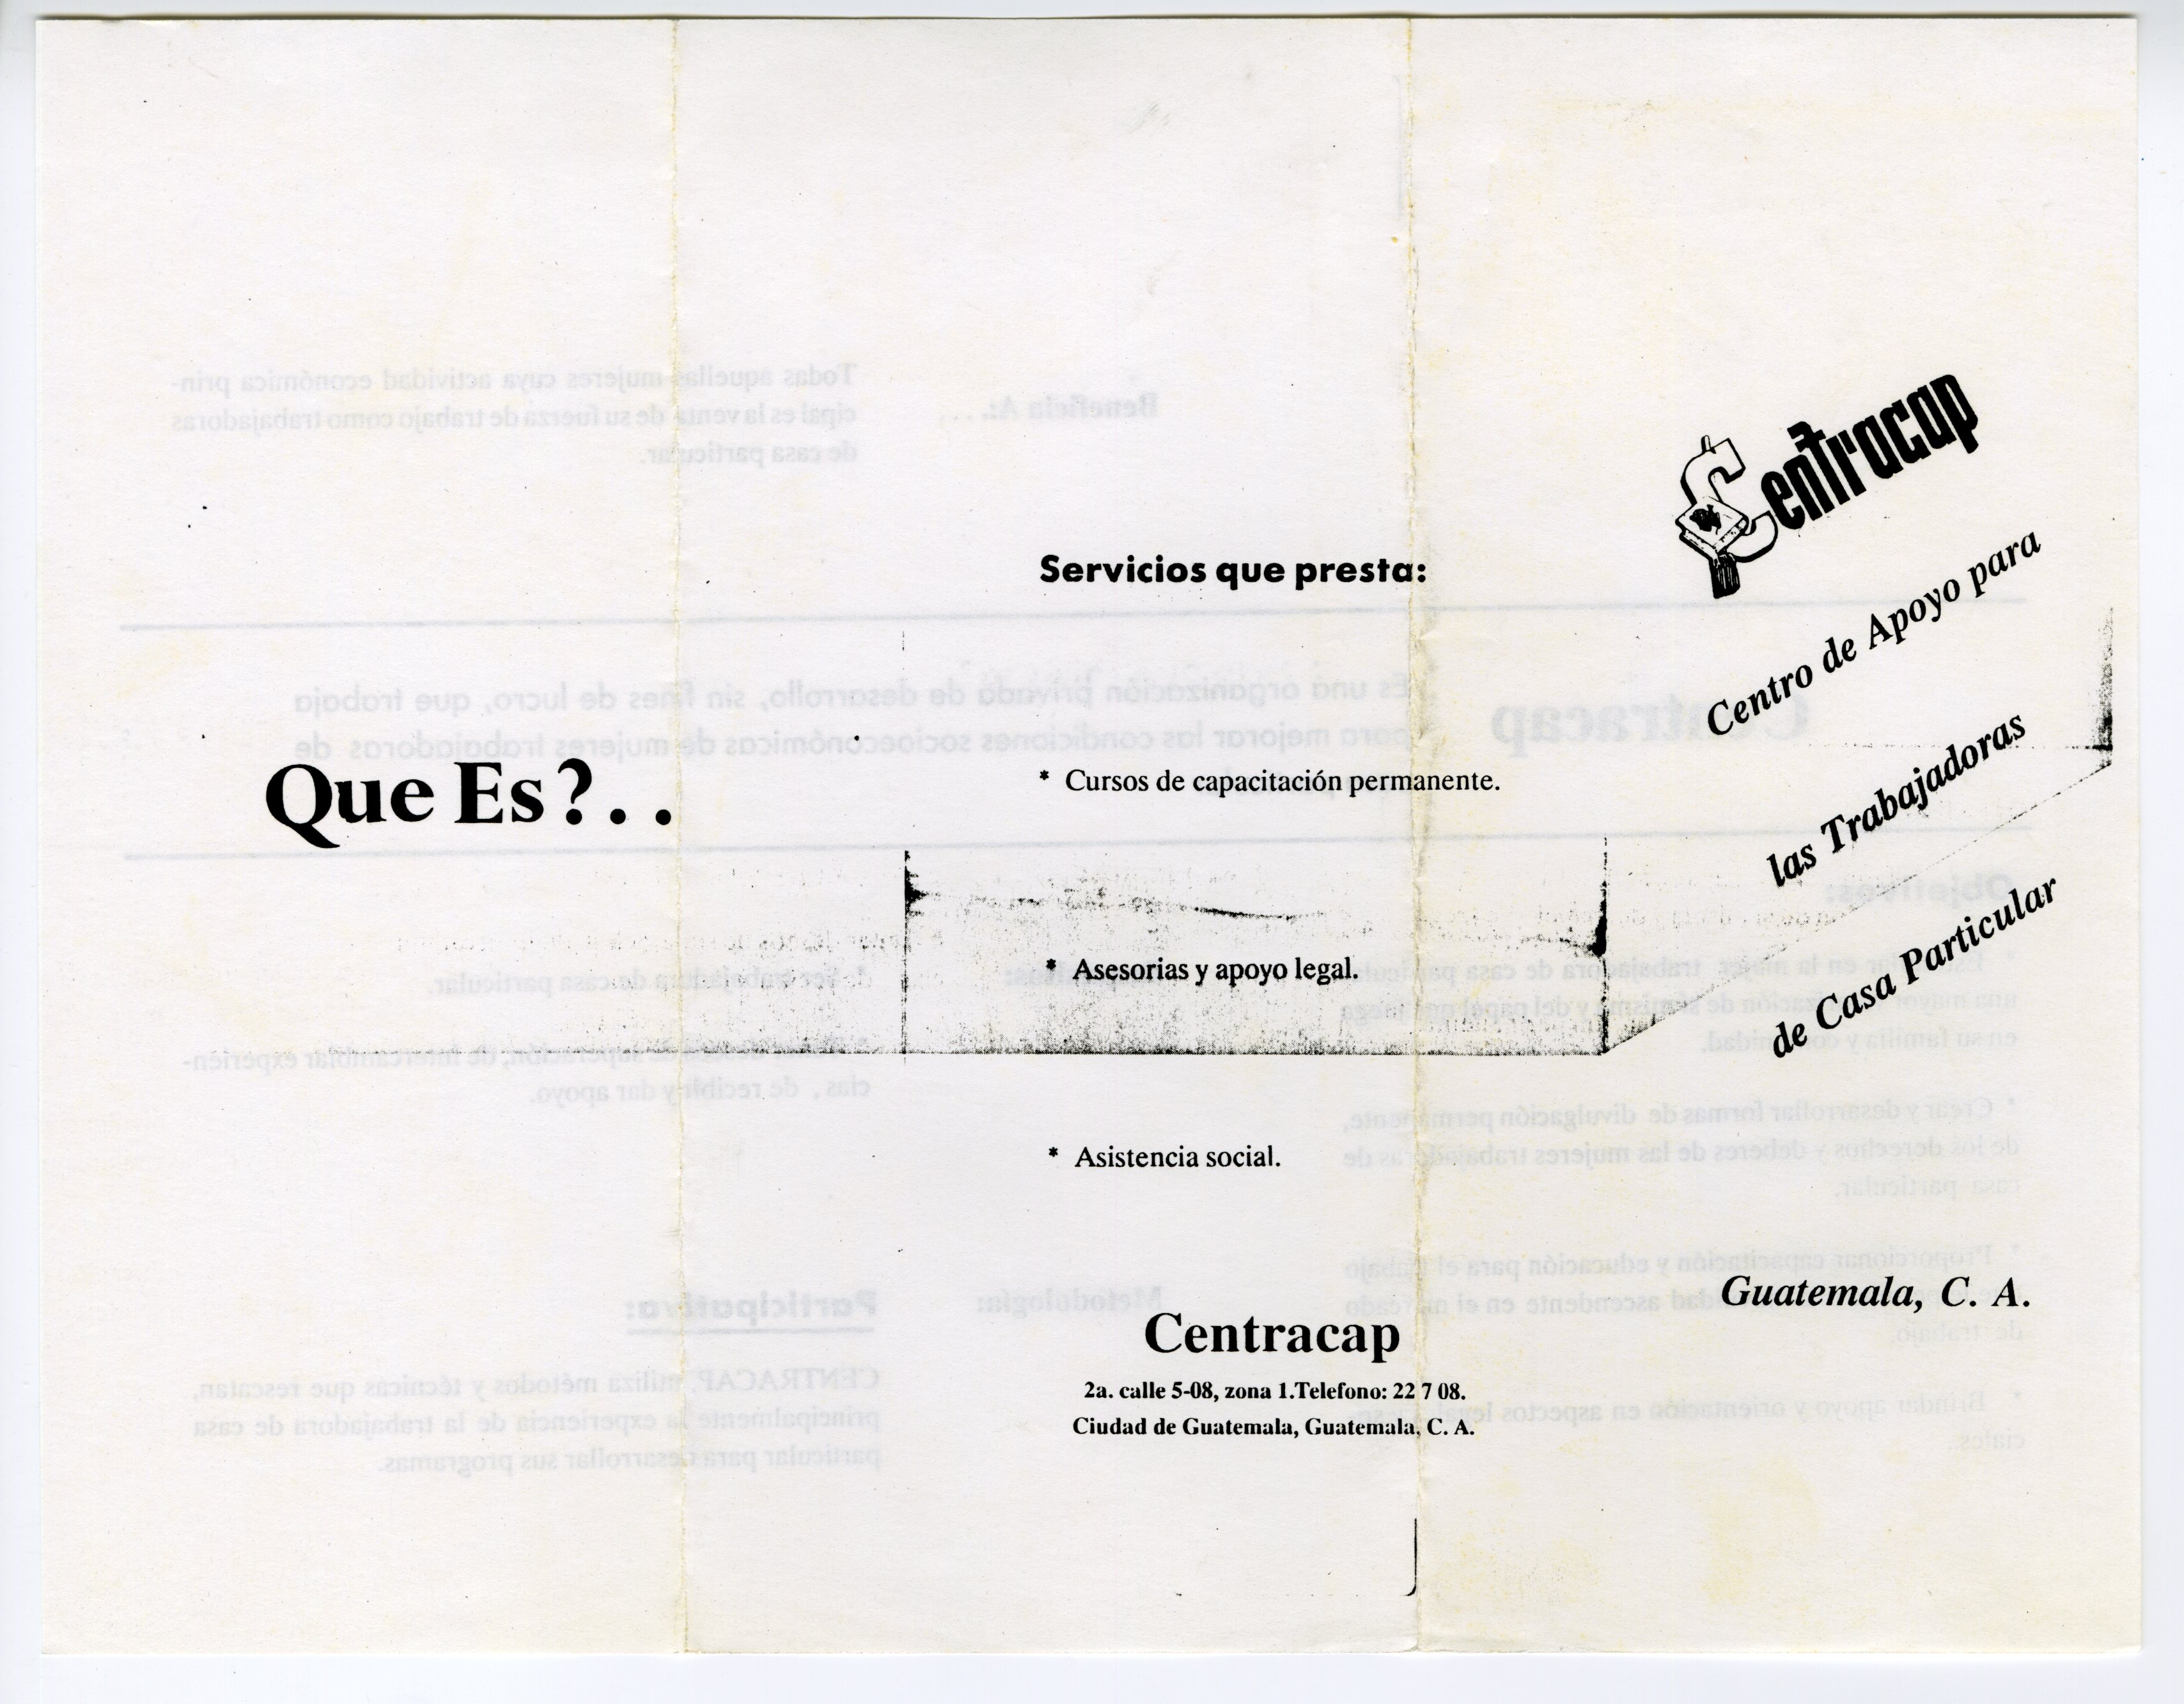 Que Es?..
Servicios que presta:
* Cursos de capacitación permanente.
* Asesorias y apoyo legal.
* Asistencia social.
Centracap
2a. calle 5-08, zona 1.Telefono: 22 7 08.
Ciudad de Guatemala, Guatemala, C. A.
Centracap
Centro de Apoyo para
las Trabajadoras
de Casa Particular
Guatemala, C. A.